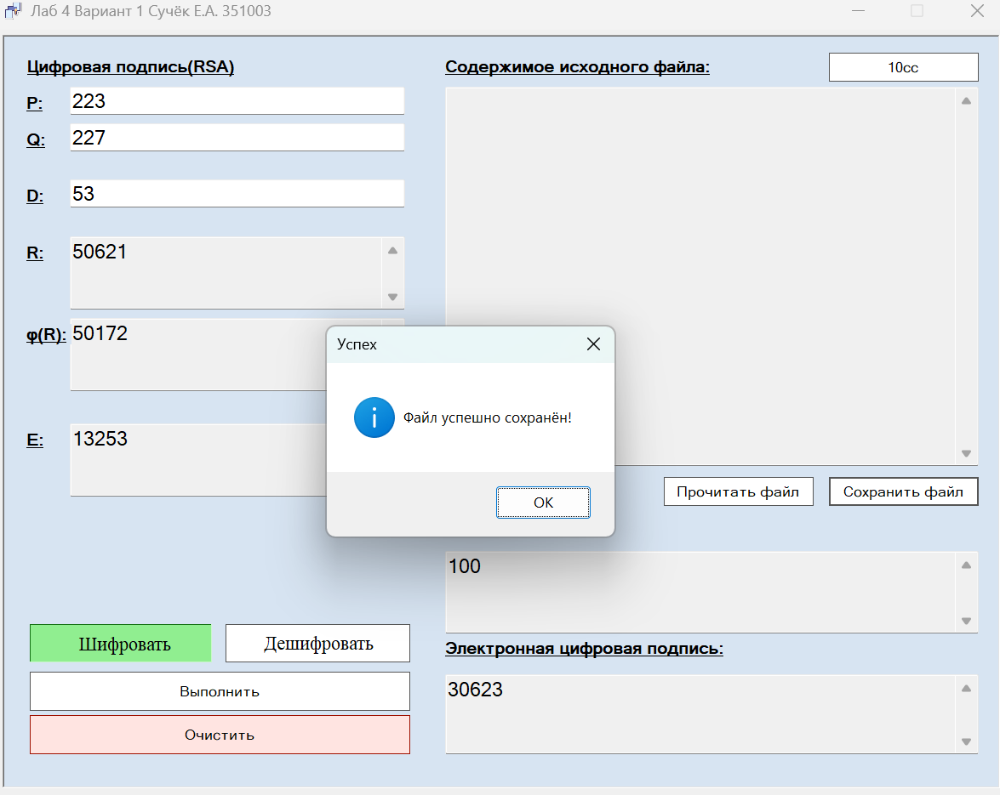 Лаб 4 Вариант 1 Сучёк Е.А. 351003
Цифровая подпись(RSA)
P: 223
Q: 227
D: 53
R: 50621
φ(R): 50172
E: 13253
Шифровать
Дешифровать
Выполнить
Очистить
Содержимое исходного файла:
10cc
Прочитать файл
Сохранить файл
100
Электронная цифровая подпись:
30623
Успех
Файл успешно сохранён!
OK